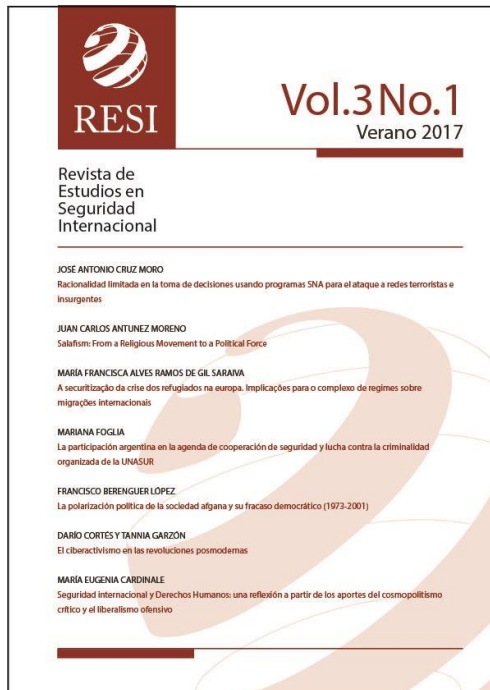 RESI
Vol.3 No.1
Verano 2017
Revista de
Estudios en
Seguridad
Internacional
JOSÉ ANTONIO CRUZ MORO
Racionalidad limitada en la toma de decisiones usando programas SNA para el ataque a redes terroristas e
insurgentes
JUAN CARLOS ANTUNEZ MORENO
Salafism: From a Religious Movement to a Political Force
MARÍA FRANCISCA ALVES RAMOS DE GIL SARAIVA
A securitização da crise dos refugiados na europa. Implicações para o complexo de regimes sobre
migrações internacionais
MARIANA FOGLIA
La participación argentina en la agenda de cooperación de seguridad y lucha contra la criminalidad
organizada de la UNASUR
FRANCISCO BERENGUER LÓPEZ
La polarización política de la sociedad afgana y su fracaso democrático (1973-2001)
DARÍO CORTÉS Y TANNIA GARZÓN
El ciberactivismo en las revoluciones posmodernas
MARÍA EUGENIA CARDINALE
Seguridad internacional y Derechos Humanos: una reflexión a partir de los aportes del cosmopolitismo
crítico y el liberalismo ofensivo